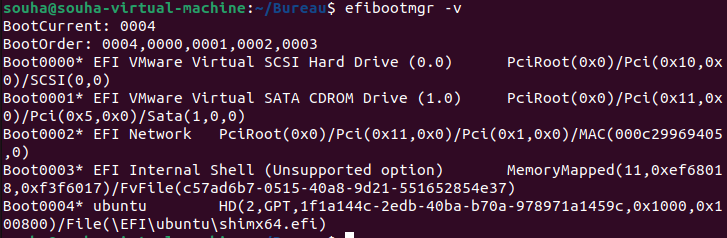 souha@souha-virtual-machine:~/Bureau$ efibootmgr -v
BootCurrent: 0004
BootOrder: 0004,0000,0001,0002,0003
Boot0000* EFI VMware Virtual SCSI Hard Drive (0.0)	PciRoot(0x0)/Pci(0x10,0x
0)/SCSI(0,0)
Boot0001* EFI VMware Virtual SATA CDROM Drive (1.0)	PciRoot(0x0)/Pci(0x11,0x
0)/Pci(0x5,0x0)/Sata(1,0,0)
Boot0002* EFI Network	PciRoot(0x0)/Pci(0x11,0x0)/Pci(0x1,0x0)/MAC(000c29969405
,0)
Boot0003* EFI Internal Shell (Unsupported option)	MemoryMapped(11,0xef6801
8,0xf3f6017)/FvFile(c57ad6b7-0515-40a8-9d21-551652854e37)
Boot0004* ubuntu	HD(2,GPT,1f1a144c-2edb-40ba-b70a-978971a1459c,0x1000,0x1
00800)/File(\EFI\ubuntu\shimx64.efi)